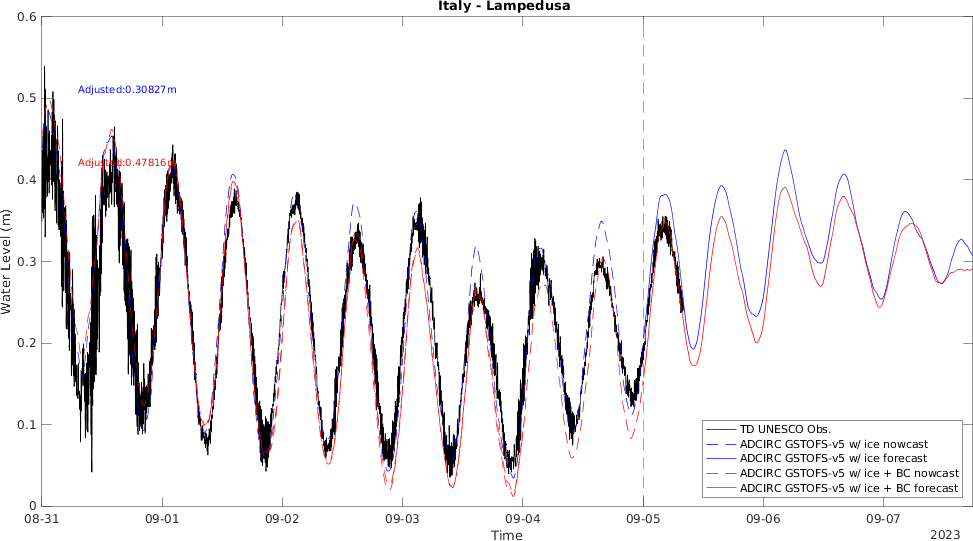 Italy - Lampedusa
0.6
0.5
0.4
0.3
0.2
0.1
0
Water Level (m)
Adjusted:0.30827m
Adjusted:0.47816m
TD UNESCO Obs.
ADCIRC GSTOFS-v5 w/ ice nowcast
ADCIRC GSTOFS-v5 w/ ice forecast
ADCIRC GSTOFS-v5 w/ ice + BC nowcast
ADCIRC GSTOFS-v5 w/ ice + BC forecast
08-31 09-01 09-02 09-03 09-04 09-05 09-06 09-07
Time
2023